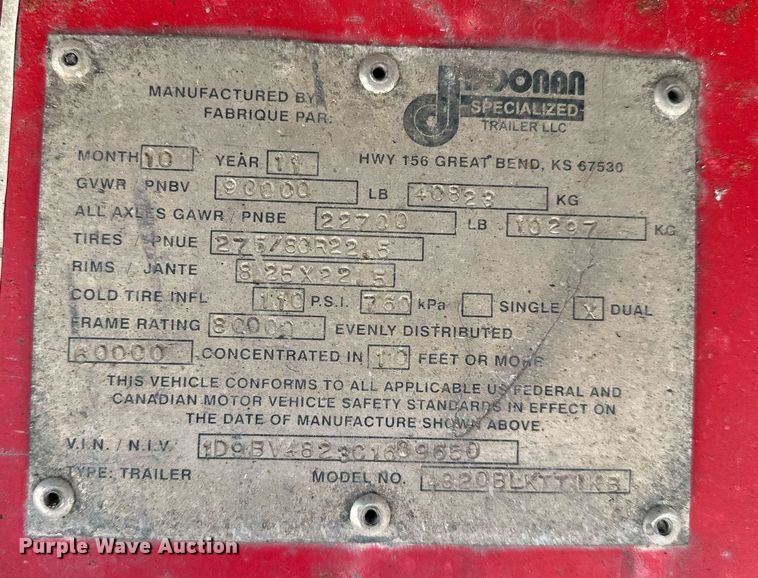 MANUFACTURED BY
FABRIQUE PAR:
DOONAN
SPECIALIZED
TRAILER LLC
MONTH 10 YEAR 11 HWY 156 GREAT BEND, KS 67530
GVWR / PNBV 90000 LB 40823 KG
ALL AXLES GAWR / PNBE 22700 LB 10297 KG
TIRES / PNUE 275/80R22.5
RIMS / JANTE 8.25X22.5
COLD TIRE INFL 110 P.S.I. 760 kPa SINGLE X DUAL
FRAME RATING 80000 EVENLY DISTRIBUTED
60000 CONCENTRATED IN 10 FEET OR MORE
THIS VEHICLE CONFORMS TO ALL APPLICABLE US FEDERAL AND
CANADIAN MOTOR VEHICLE SAFETY STANDARDS IN EFFECT ON
THE DATE OF MANUFACTURE SHOWN ABOVE.
V.I.N. / N.I.V.
TYPE: TRAILER MODEL NO.
Purple Wave Auction